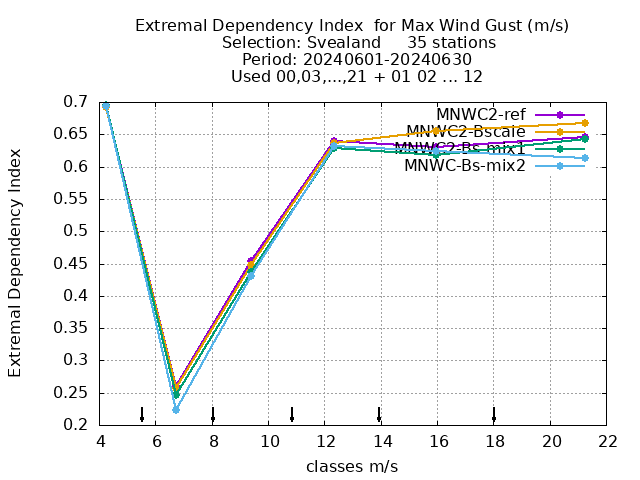 Extremal Dependency Index  for Max Wind Gust (m/s)
Selection: Svealand     35 stations
Period: 20240601-20240630
Used 00,03,...,21 + 01 02 ... 12
Extremal Dependency Index
0.7
0.65
0.6
0.55
0.5
0.45
0.4
0.35
0.3
0.25
0.2
MNWC2-ref
MNWC2-Bscale
MNWC2-Bs-mix1
MNWC-Bs-mix2
4 6 8 10 12 14 16 18 20 22
classes m/s